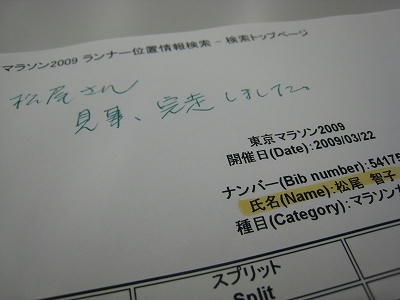 マラソン2009 ランナー位置情報検索 - 検索トップページ
松尾さん
見事、完走しました。
東京マラソン2009
開催日(Date):2009/03/22
ナンバー(Bib number):54175
氏名(Name):松尾 智子
種目(Category):マラソン
スプリット
Split